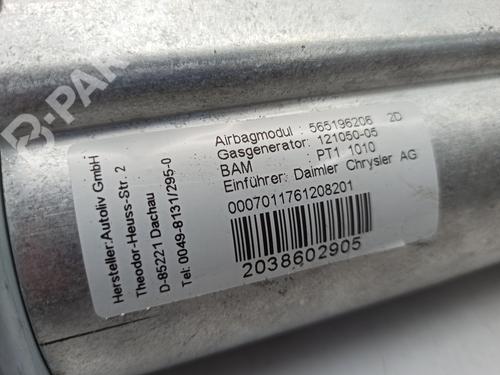 B-PAR
Hersteller:Autoliv GmbH
Theodor-Heuss-Str. 2
D-85221 Dachau
Tel: 0049-8131/295-0
Airbagmodul : 565196206 2D
Gasgenerator: 121050-05
BAM : PT1 1010
Einführer: Daimler Chrysler AG
0007011761208201
2038602905